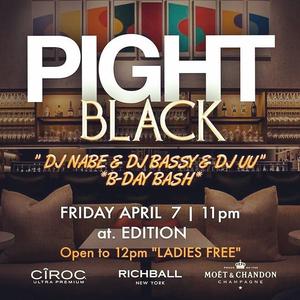 PIGHT
BLACK
" DJ NABE & DJ BASSY & DJ UU"
*B-DAY BASH*
FRIDAY APRIL 7 | 11pm
at. EDITION
Open to 12pm "LADIES FREE"
CÎROC
ULTRA PREMIUM
RICHBALL
NEW YORK
MOËT & CHANDON
CHAMPAGNE